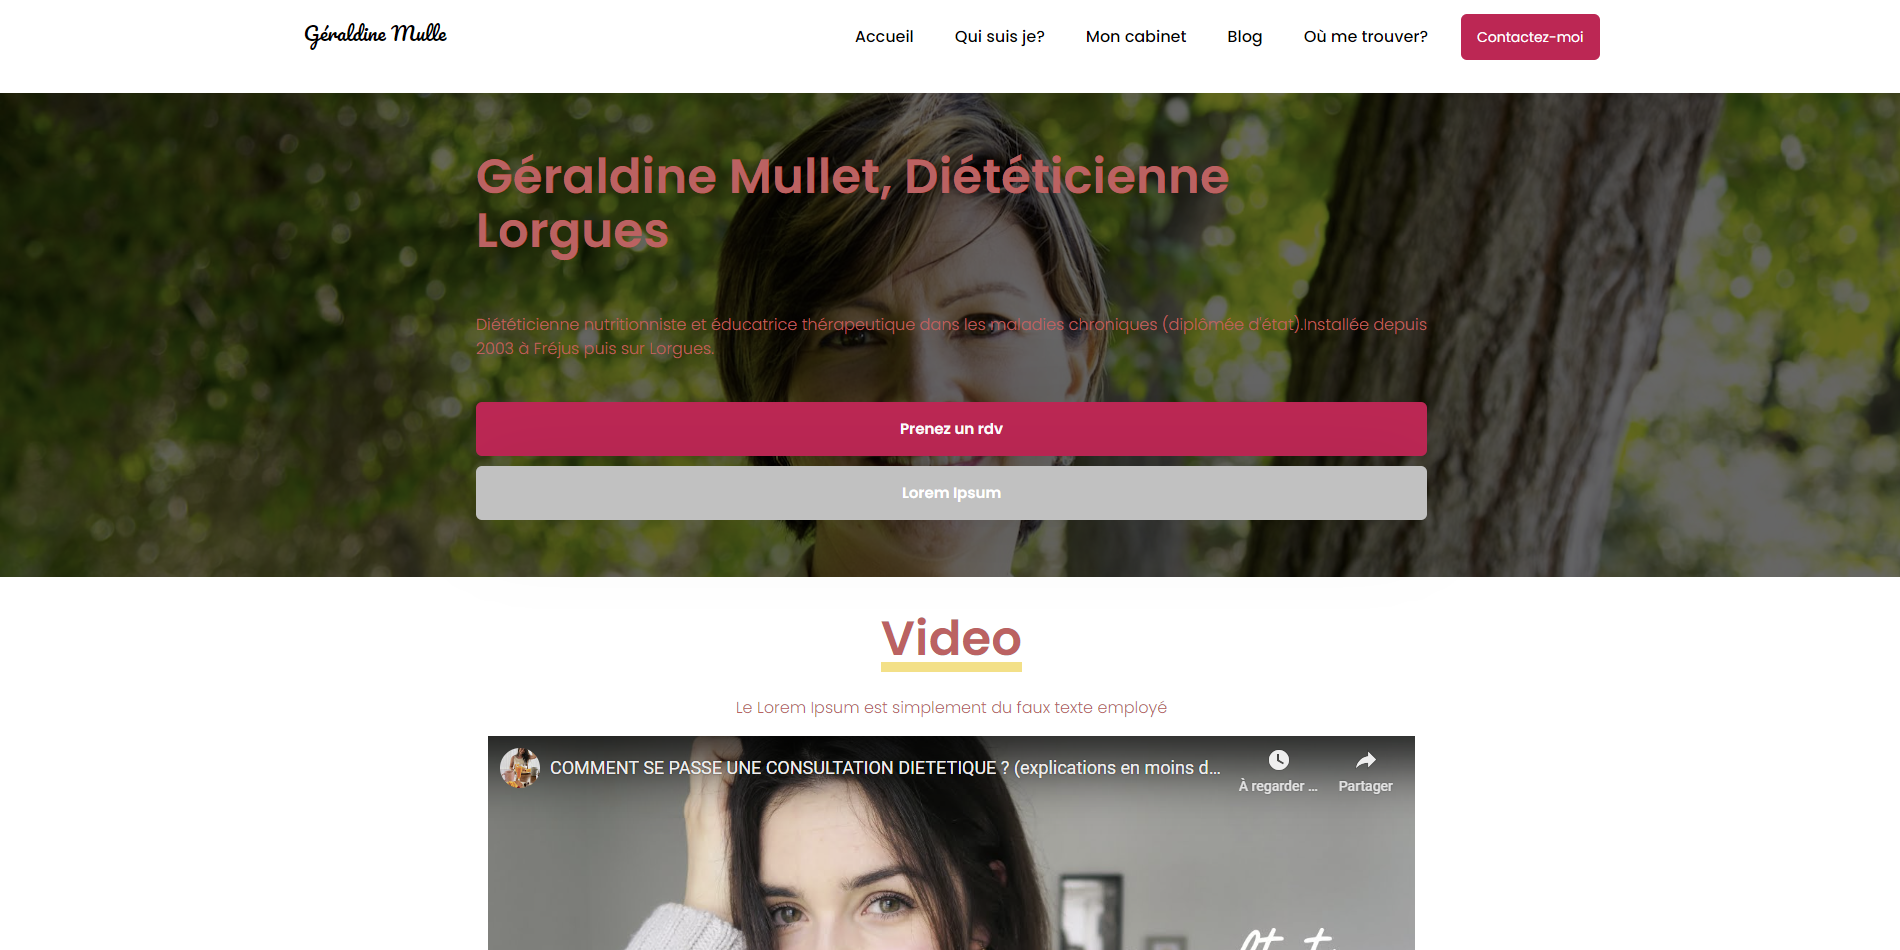 Géraldine Mulle
Accueil
Qui suis je?
Mon cabinet
Blog
Où me trouver?
Contactez-moi
Géraldine Mullet, Diététicienne
Lorgues
Diététicienne nutritionniste et éducatrice thérapeutique dans les maladies chroniques (diplômée d'état).Installée depuis
2003 à Fréjus puis sur Lorgues.
Prenez un rdv
Lorem Ipsum
Video
Le Lorem Ipsum est simplement du faux texte employé
COMMENT SE PASSE UNE CONSULTATION DIETETIQUE ? (explications en moins d...
À regarder ...
Partager